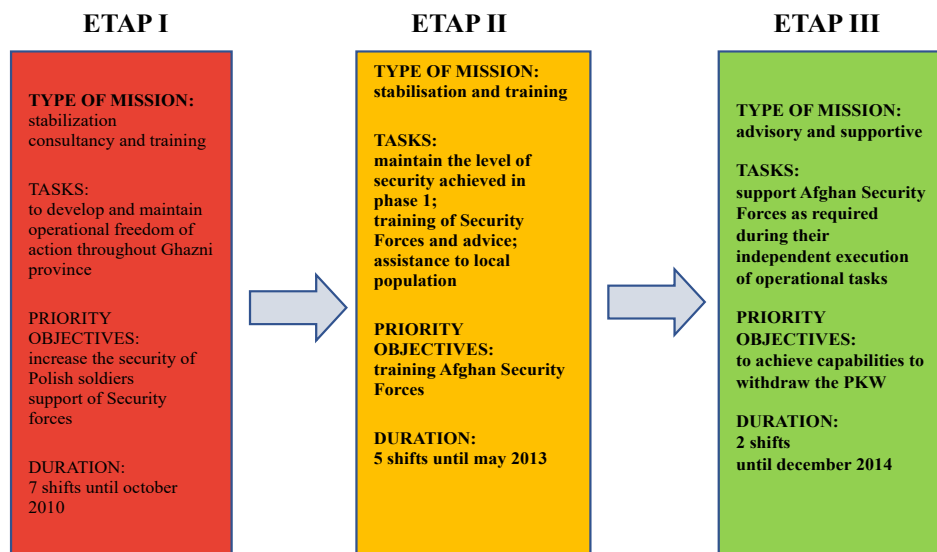 ETAP I
TYPE OF MISSION:
stabilization
consultancy and training
TASKS:
to develop and maintain
operational freedom of
action throughout Ghazni
province
PRIORITY
OBJECTIVES:
increase the security of
Polish soldiers
support of Security
forces
DURATION:
7 shifts until october
2010
ETAP II
TYPE OF MISSION:
stabilisation and training
TASKS:
maintain the level of
security achieved in
phase 1;
training of Security
Forces and advice;
assistance to local
population
PRIORITY
OBJECTIVES:
training Afghan Security
Forces
DURATION:
5 shifts until may 2013
ETAP III
TYPE OF MISSION:
advisory and supportive
TASKS:
support Afghan Security
Forces as required
during their
independent execution
of operational tasks
PRIORITY
OBJECTIVES:
to achieve capabilities to
withdraw the PKW
DURATION:
2 shifts
until december 2014